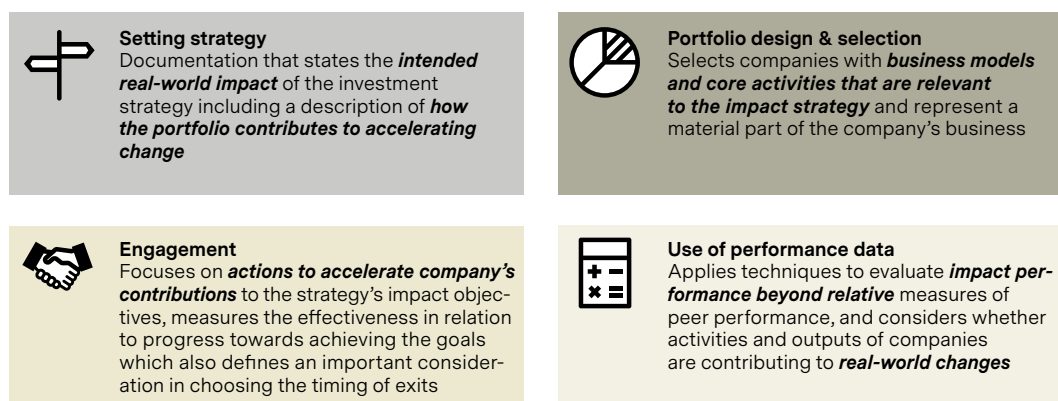 Setting strategy
Documentation that states the intended
real-world impact of the investment
strategy including a description of how
the portfolio contributes to accelerating
change
Portfolio design & selection
Selects companies with business models
and core activities that are relevant
to the impact strategy and represent a
material part of the company’s business
Engagement
Focuses on actions to accelerate company’s
contributions to the strategy’s impact objec-
tives, measures the effectiveness in relation
to progress towards achieving the goals
which also defines an important consider-
ation in choosing the timing of exits
Use of performance data
Applies techniques to evaluate impact per-
formance beyond relative measures of
peer performance, and considers whether
activities and outputs of companies
are contributing to real-world changes